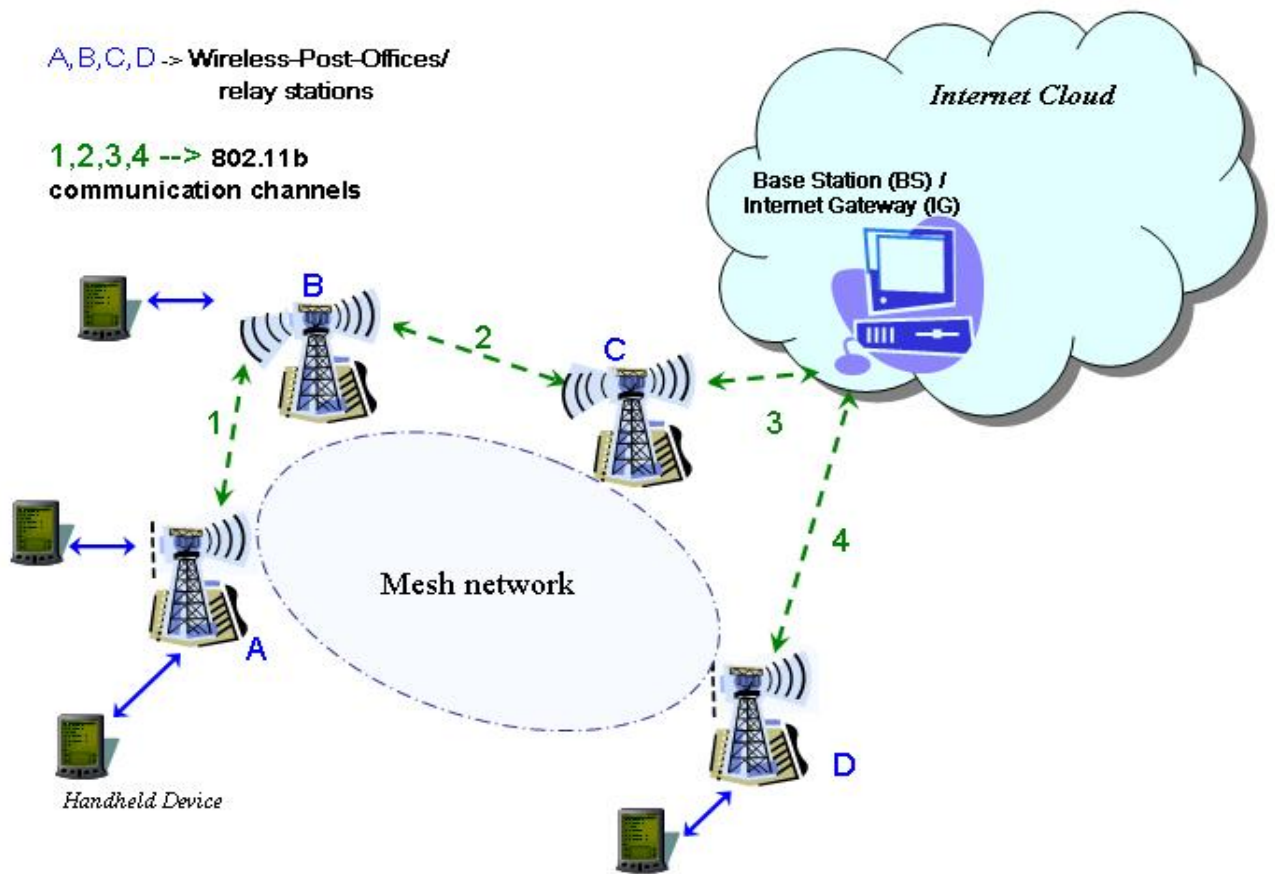 A,B,C,D -> Wireless-Post-Offices/
relay stations
1,2,3,4 --> 802.11b
communication channels
Internet Cloud
Base Station (BS) /
Internet Gateway (IG)
B
2
C
3
1
4
Mesh network
A
D
Handheld Device